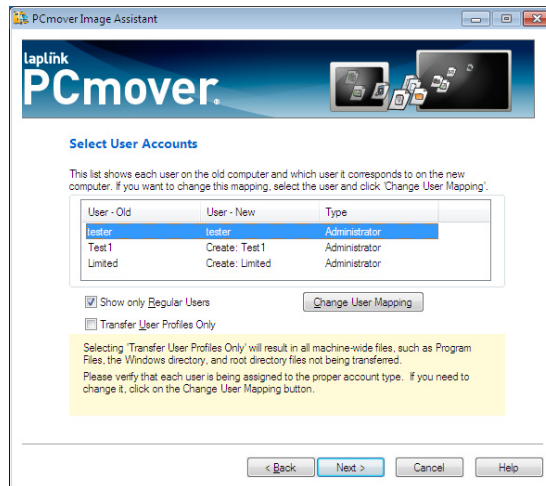 PCmover Image Assistant
laplink
PCmover.
Select User Accounts
This list shows each user on the old computer and which user it corresponds to on the new
computer. If you want to change this mapping, select the user and click 'Change User Mapping'.
User - Old User - New Type
tester tester Administrator
Test1 Create: Test1 Administrator
Limited Create: Limited Administrator
Show only Regular Users Change User Mapping
Transfer User Profiles Only
Selecting 'Transfer User Profiles Only' will result in all machine-wide files, such as Program
Files, the Windows directory, and root directory files not being transferred.
Please verify that each user is being assigned to the proper account type. If you need to
change it, click on the Change User Mapping button.
< Back Next > Cancel Help